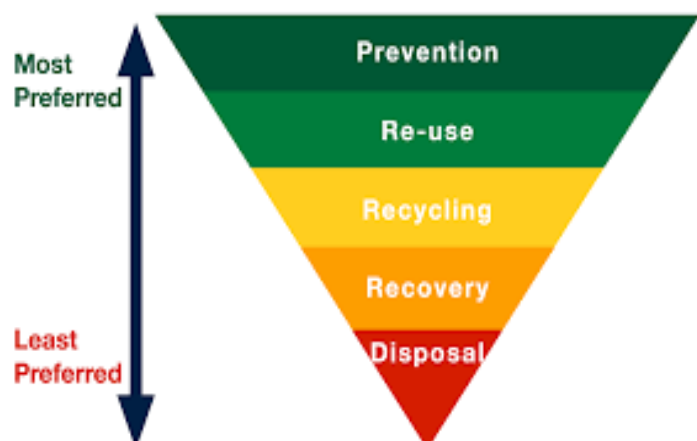 Most
Preferred
Prevention
Re-use
Recycling
Recovery
Disposal
Least
Preferred